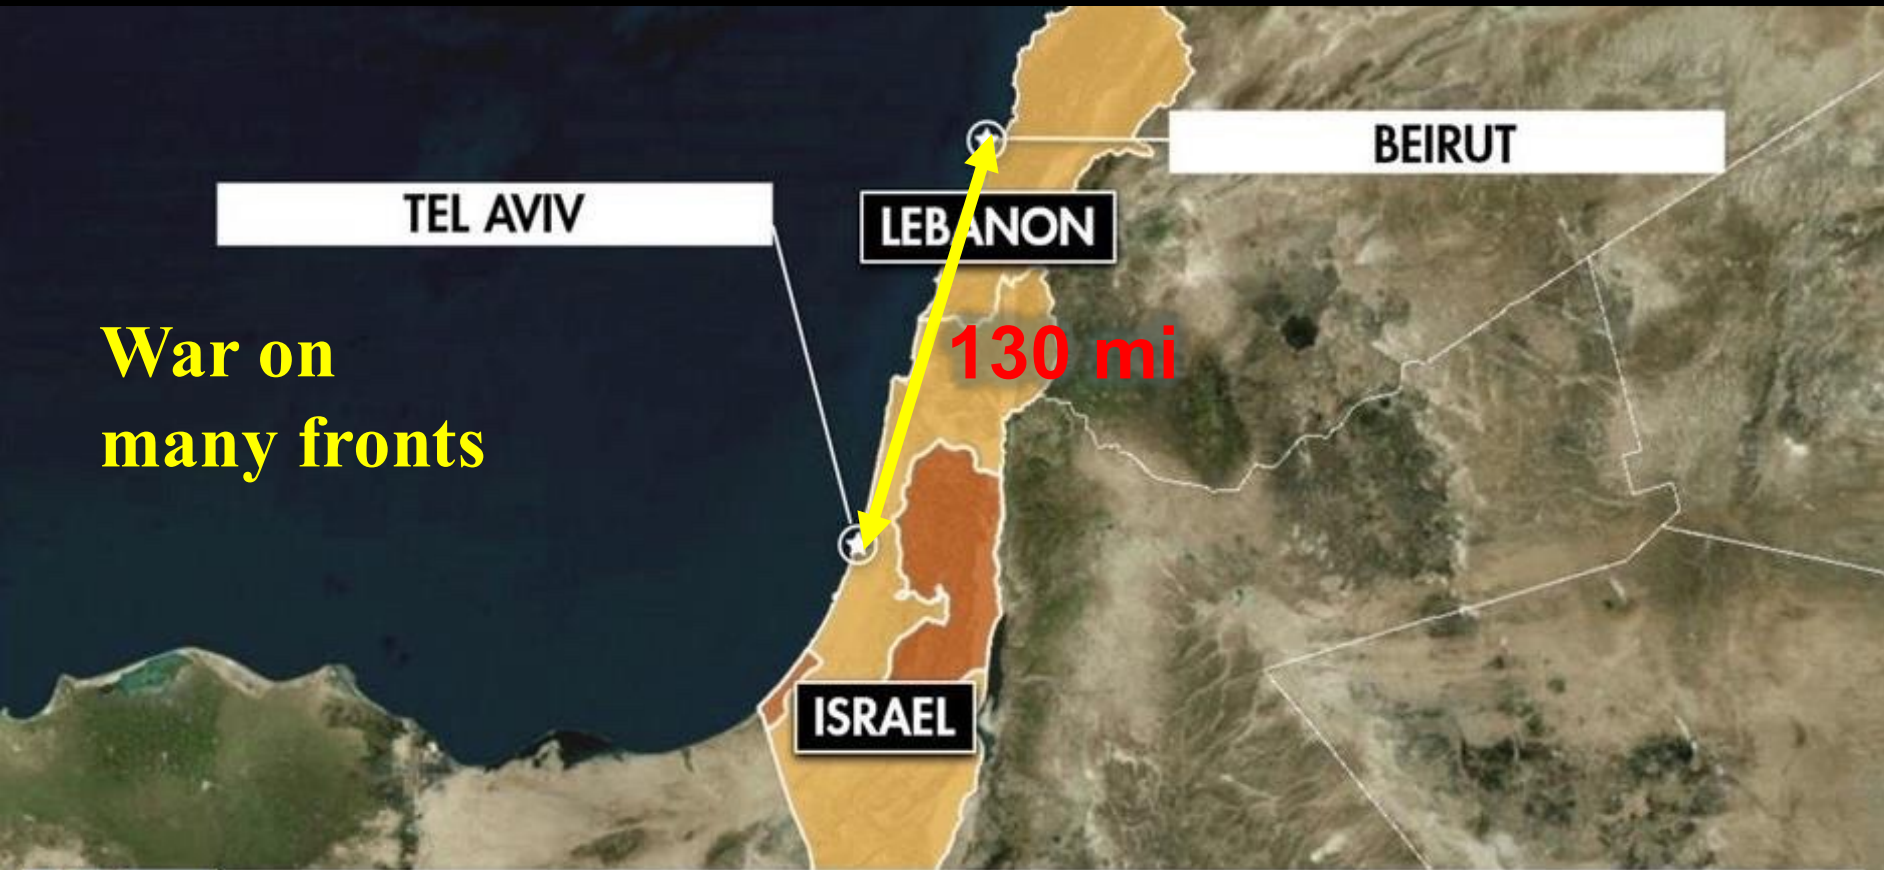 BEIRUT
TEL AVIV
LEBANON
War on
many fronts
130 mi
ISRAEL